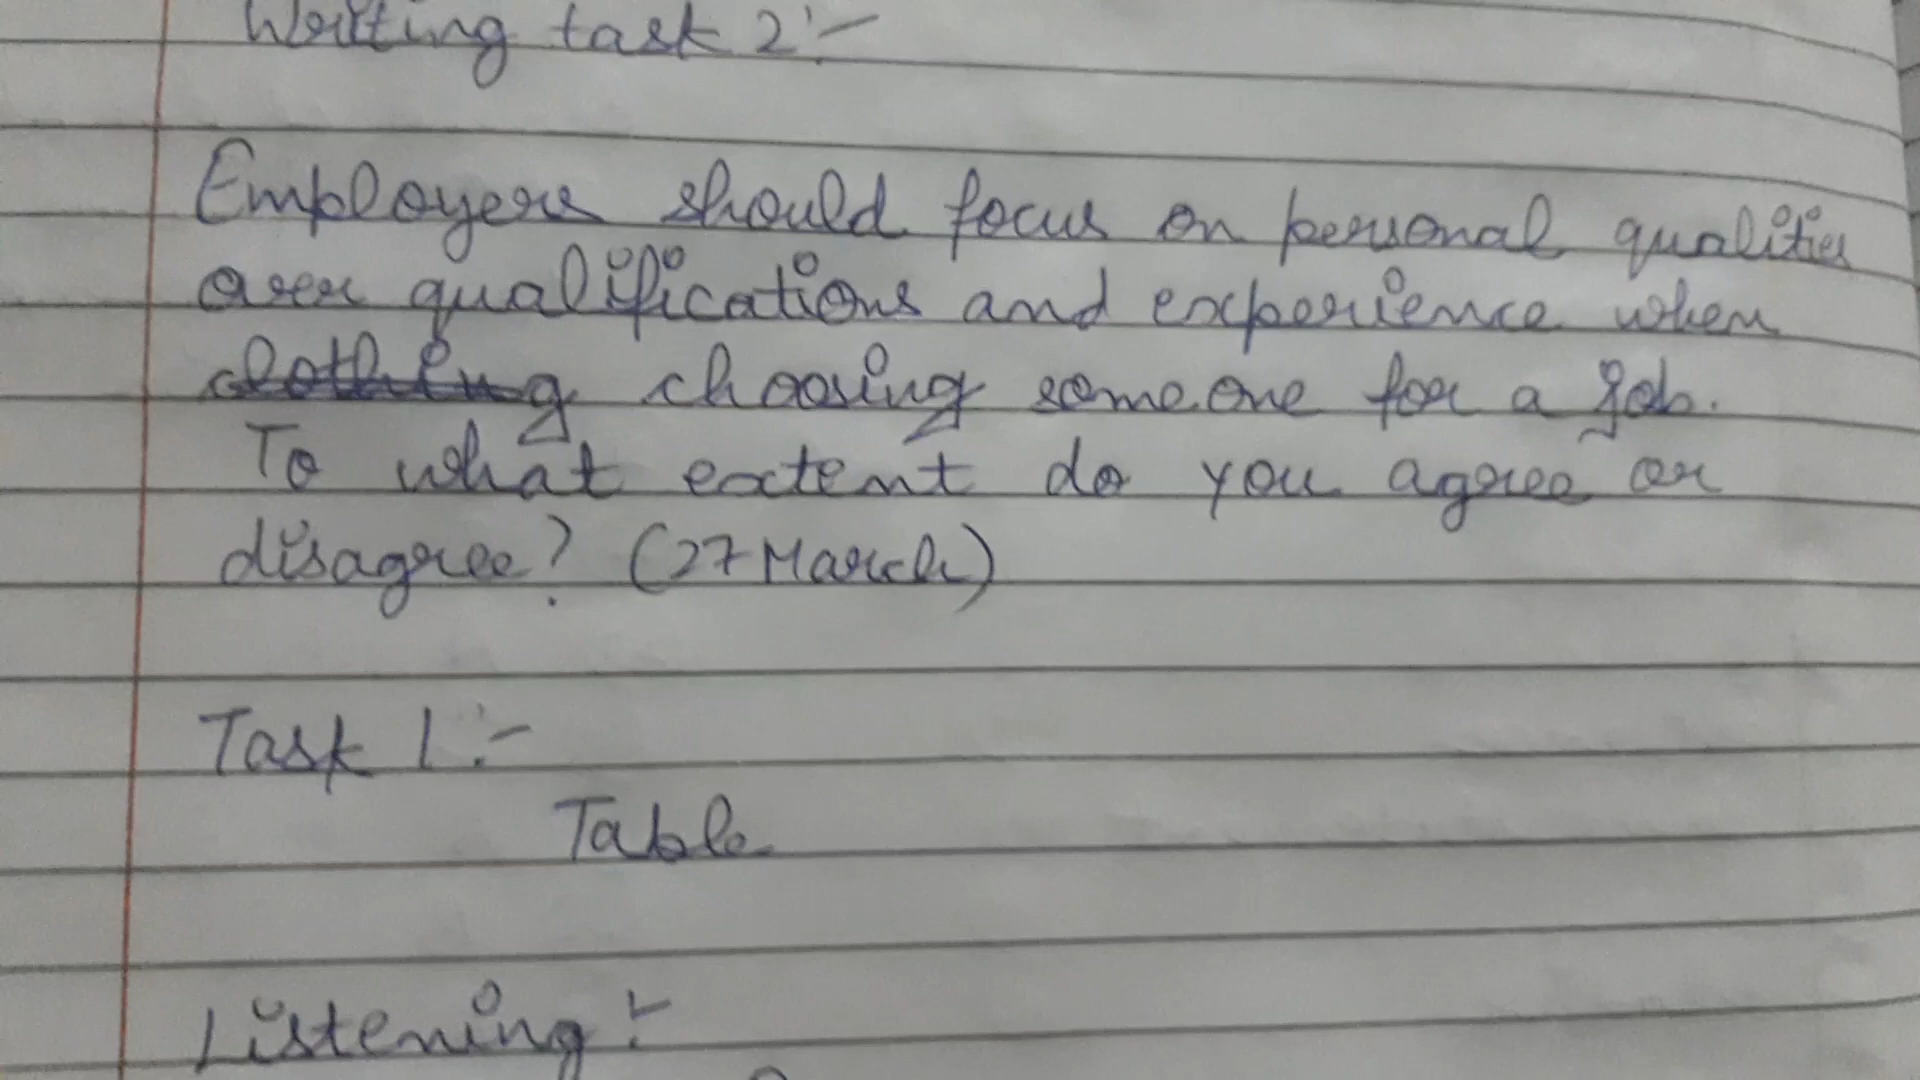 Writing task 2:-
Employers should focus on personal qualities
over qualifications and experience when
clothing choosing someone for a job.
To what extent do you agree or
disagree? (27 March)
Task 1:-
Table
Listening:-